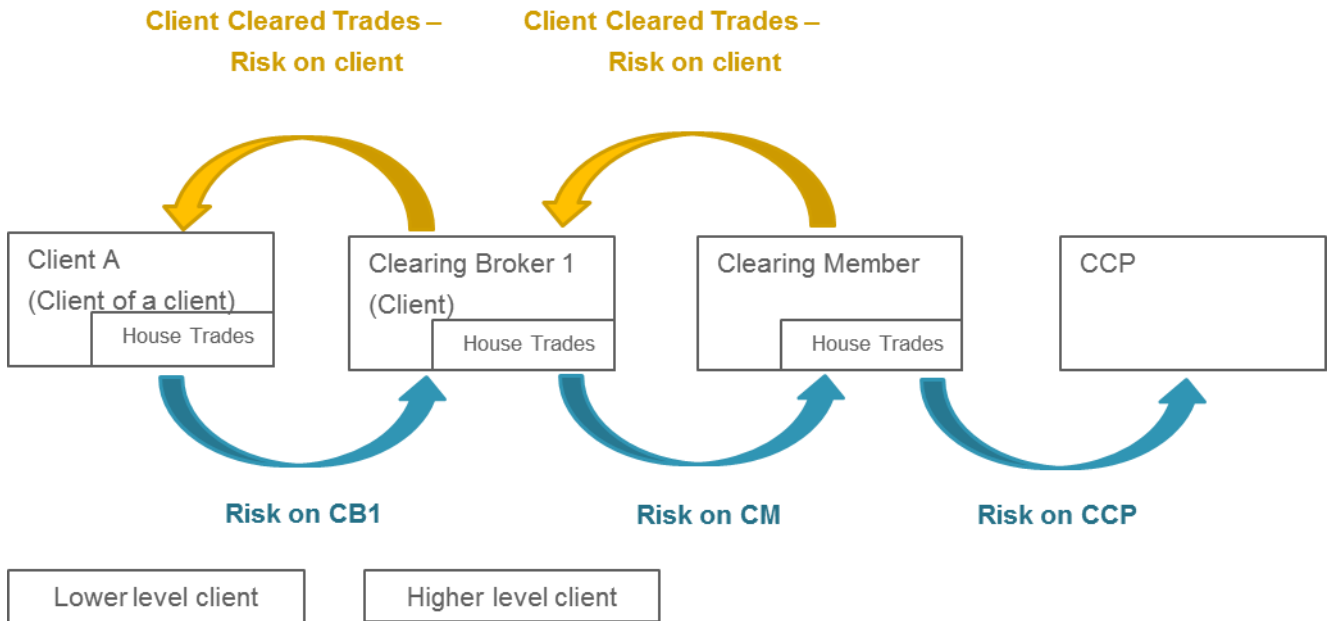 Client Cleared Trades –
Risk on client
Client Cleared Trades –
Risk on client
Client A
(Client of a client)
House Trades
Clearing Broker 1
(Client)
House Trades
Clearing Member
House Trades
CCP
Risk on CB1
Risk on CM
Risk on CCP
Lower level client
Higher level client